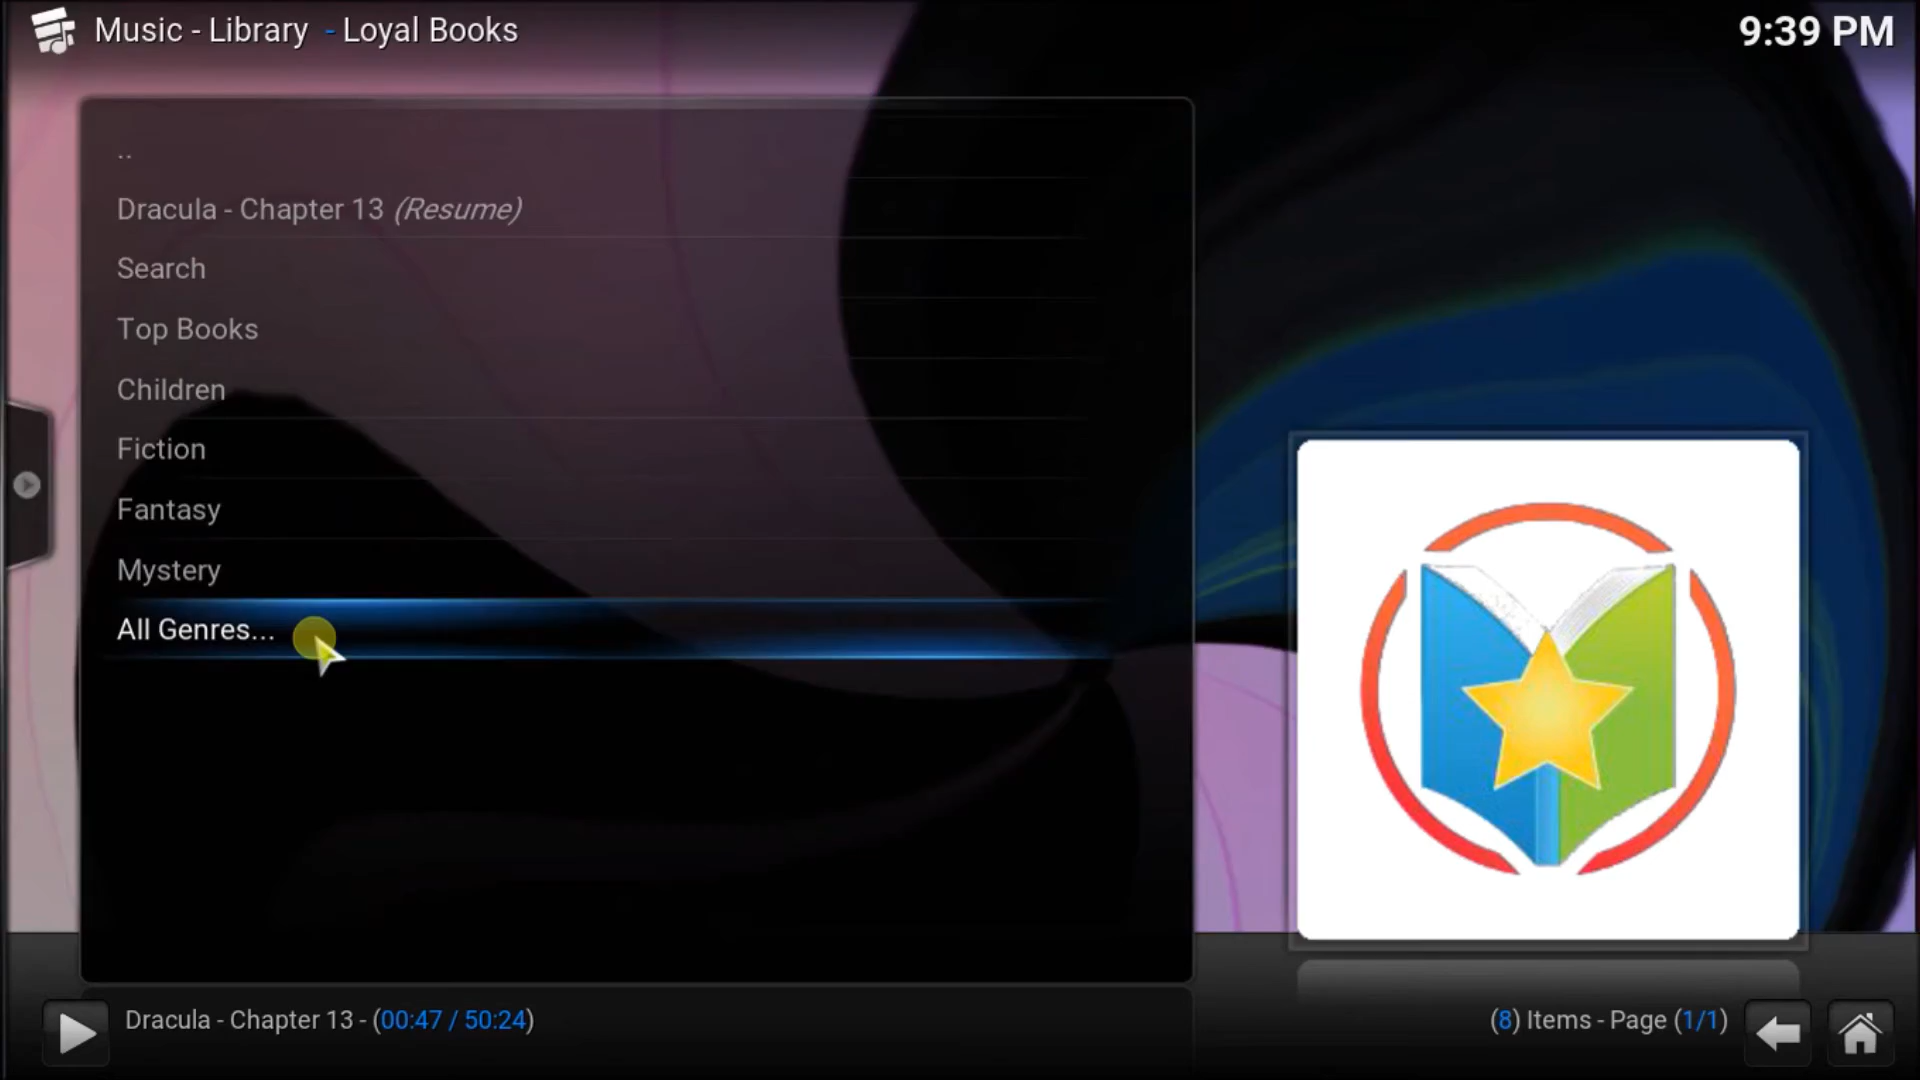 Music - Library - Loyal Books
9:39 PM
..
Dracula - Chapter 13 (Resume)
Search
Top Books
Children
Fiction
Fantasy
Mystery
All Genres...
Dracula - Chapter 13 - (00:47 / 50:24)
(8) Items - Page (1/1)